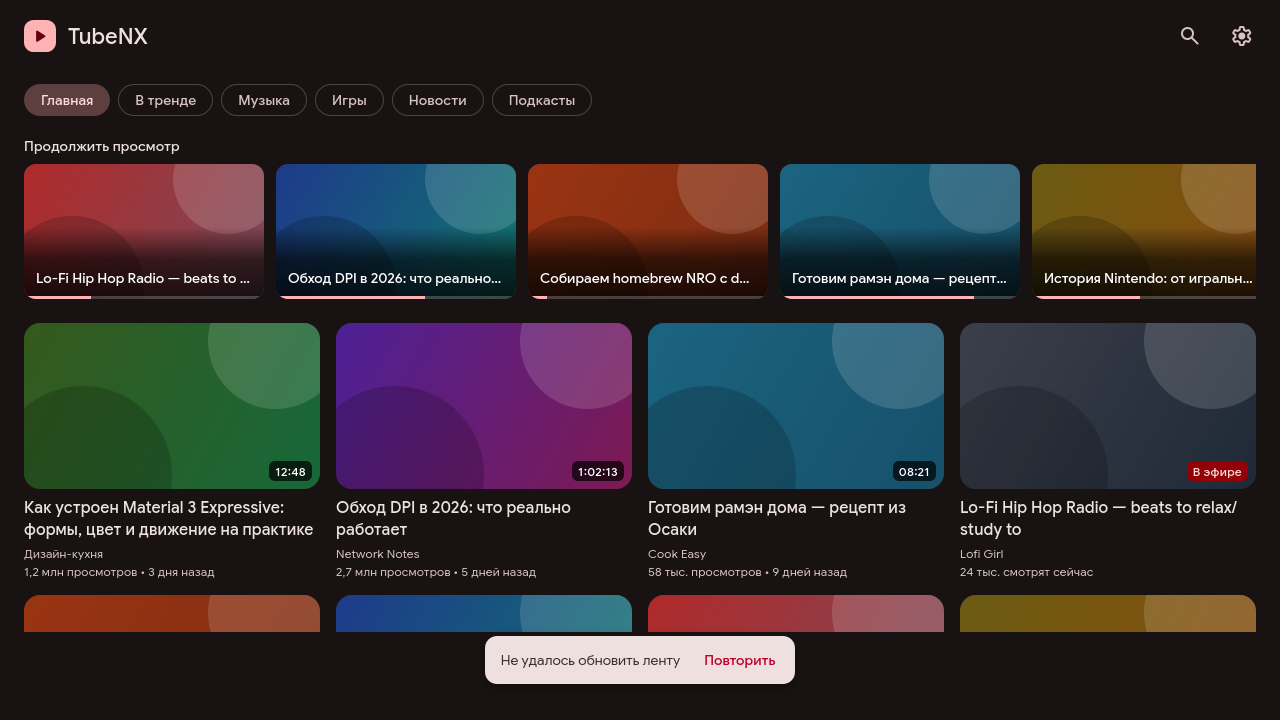 TubeNX
Главная
В тренде
Музыка
Игры
Новости
Подкасты
Продолжить просмотр
Lo-Fi Hip Hop Radio — beats to ...
Обход DPI в 2026: что реально...
Собираем homebrew NRO с d...
Готовим рамэн дома — рецепт...
История Nintendo: от игральн...
12:48
1:02:13
08:21
В эфире
Как устроен Material 3 Expressive:
формы, цвет и движение на практике
Дизайн-кухня
1,2 млн просмотров • 3 дня назад
Обход DPI в 2026: что реально
работает
Network Notes
2,7 млн просмотров • 5 дней назад
Готовим рамэн дома — рецепт из
Осаки
Cook Easy
58 тыс. просмотров • 9 дней назад
Lo-Fi Hip Hop Radio — beats to relax/
study to
Lofi Girl
24 тыс. смотрят сейчас
Не удалось обновить ленту
Повторить